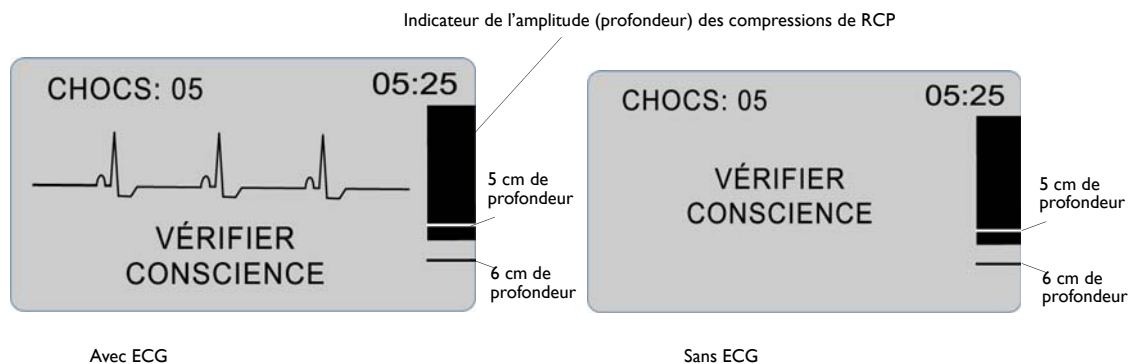 Indicateur de l'amplitude (profondeur) des compressions de RCP
CHOCS: 05
05:25
VÉRIFIER
CONSCIENCE
5 cm de
profondeur
6 cm de
profondeur
CHOCS: 05
05:25
VÉRIFIER
CONSCIENCE
5 cm de
profondeur
6 cm de
profondeur
Avec ECG
Sans ECG